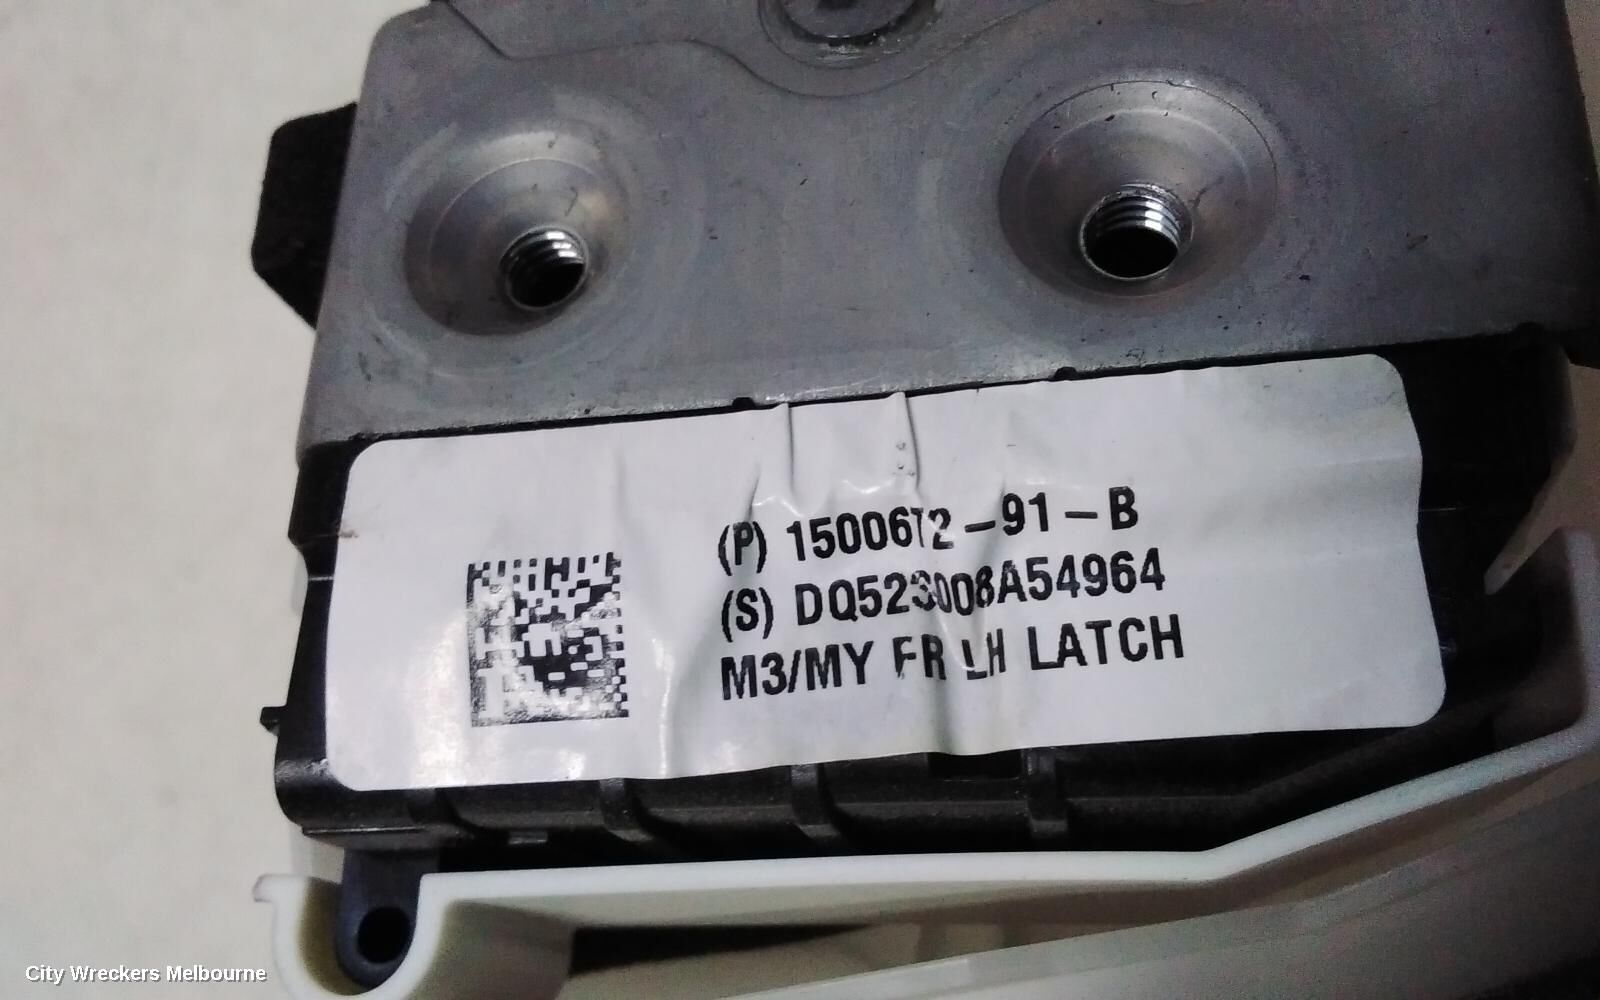 (P) 1500672-91-B
(S) DQ523008A54964
M3/MY FR LH LATCH
City Wreckers Melbourne